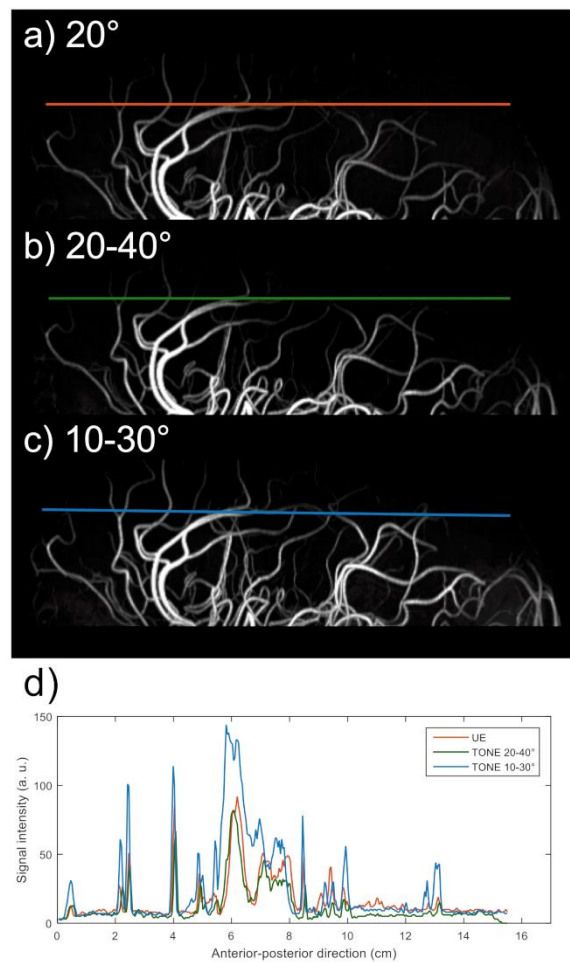 a) 20°
b) 20-40°
c) 10-30°
d)
150
100
50
0
Signal intensity (a. u.)
UE
TONE 20-40°
TONE 10-30°
0 2 4 6 8 10 12 14 16
Anterior-posterior direction (cm)